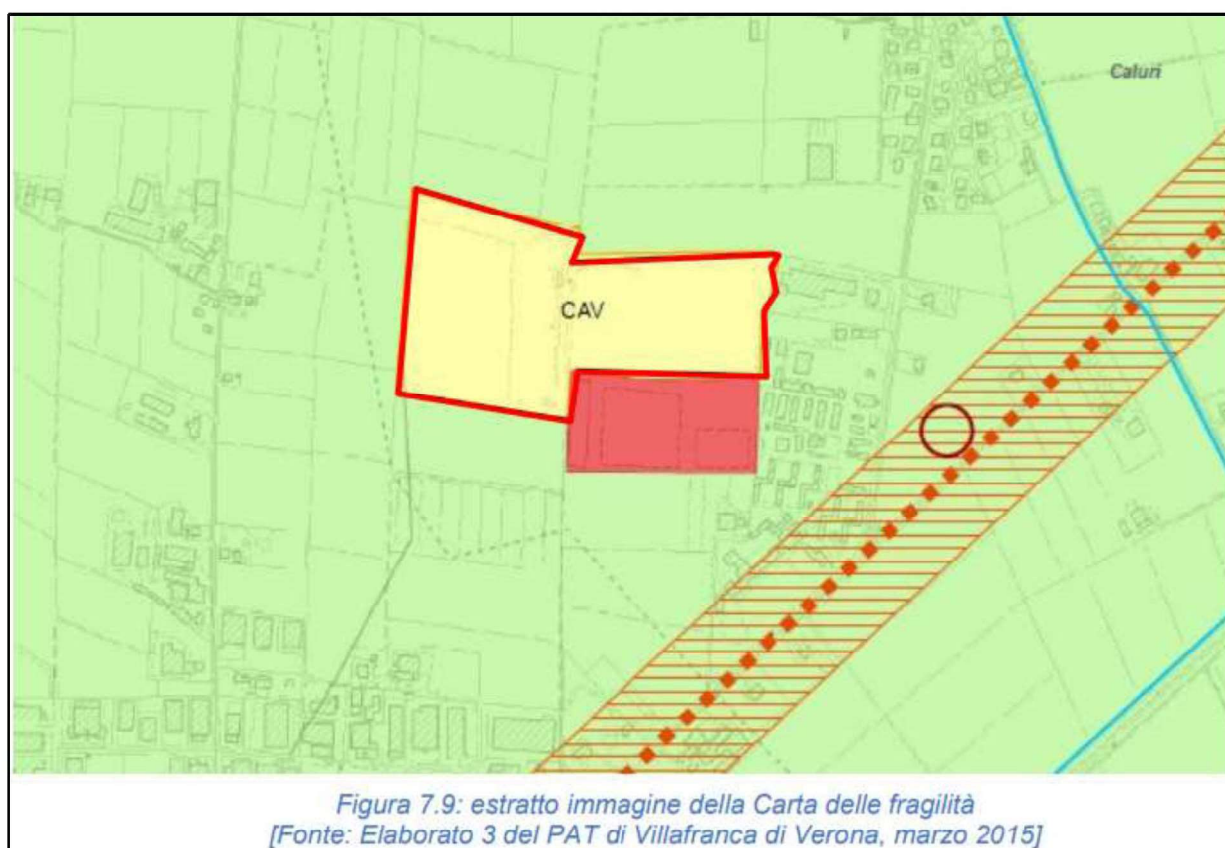 Caluri
CAV
Figura 7.9: estratto immagine della Carta delle fragilità
[Fonte: Elaborato 3 del PAT di Villafranca di Verona, marzo 2015]